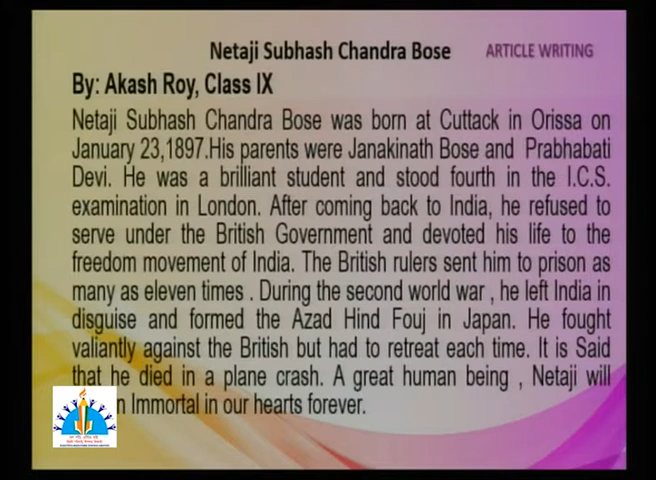 Netaji Subhash Chandra Bose ARTICLE WRITING
By: Akash Roy, Class IX
Netaji Subhash Chandra Bose was born at Cuttack in Orissa on
January 23,1897.His parents were Janakinath Bose and Prabhabati
Devi. He was a brilliant student and stood fourth in the I.C.S.
examination in London. After coming back to India, he refused to
serve under the British Government and devoted his life to the
freedom movement of India. The British rulers sent him to prison as
many as eleven times . During the second world war , he left India in
disguise and formed the Azad Hind Fouj in Japan. He fought
valiantly against the British but had to retreat each time. It is Said
that he died in a plane crash. A great human being , Netaji will
Immortal in our hearts forever.